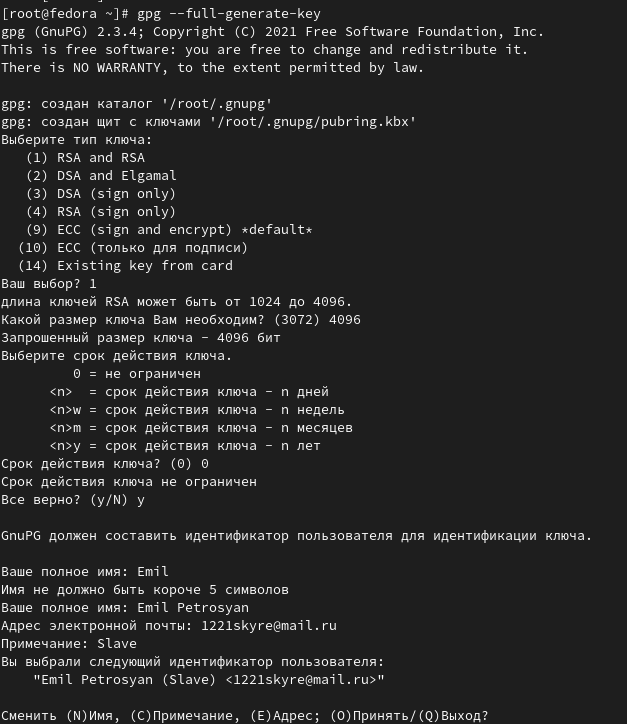 [root@fedora ~]# gpg --full-generate-key
gpg (GnuPG) 2.3.4; Copyright (C) 2021 Free Software Foundation, Inc.
This is free software: you are free to change and redistribute it.
There is NO WARRANTY, to the extent permitted by law.

gpg: создан каталог '/root/.gnupg'
gpg: создан щит с ключами '/root/.gnupg/pubring.kbx'
Выберите тип ключа:
   (1) RSA and RSA
   (2) DSA and Elgamal
   (3) DSA (sign only)
   (4) RSA (sign only)
   (9) ECC (sign and encrypt) *default*
  (10) ECC (только для подписи)
  (14) Existing key from card
Ваш выбор? 1
длина ключей RSA может быть от 1024 до 4096.
Какой размер ключа Вам необходим? (3072) 4096
Запрошенный размер ключа - 4096 бит
Выберите срок действия ключа.
         0 = не ограничен
      <n>  = срок действия ключа - n дней
      <n>w = срок действия ключа - n недель
      <n>m = срок действия ключа - n месяцев
      <n>y = срок действия ключа - n лет
Срок действия ключа? (0) 0
Срок действия ключа не ограничен
Все верно? (y/N) y

GnuPG должен составить идентификатор пользователя для идентификации ключа.

Ваше полное имя: Emil
Имя не должно быть короче 5 символов
Ваше полное имя: Emil Petrosyan
Адрес электронной почты: 1221skyre@mail.ru
Примечание: Slave
Вы выбрали следующий идентификатор пользователя:
    "Emil Petrosyan (Slave) <1221skyre@mail.ru>"

Сменить (N)Имя, (C)Примечание, (E)Адрес; (O)Принять/(Q)Выход?